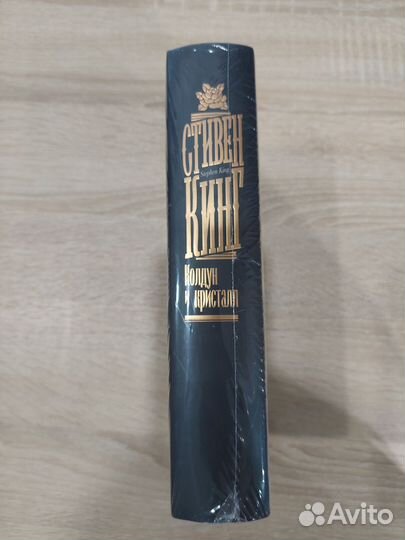 СТИВЕН
Stephen King
КИНГ
Колдун
и кристалл
Avito